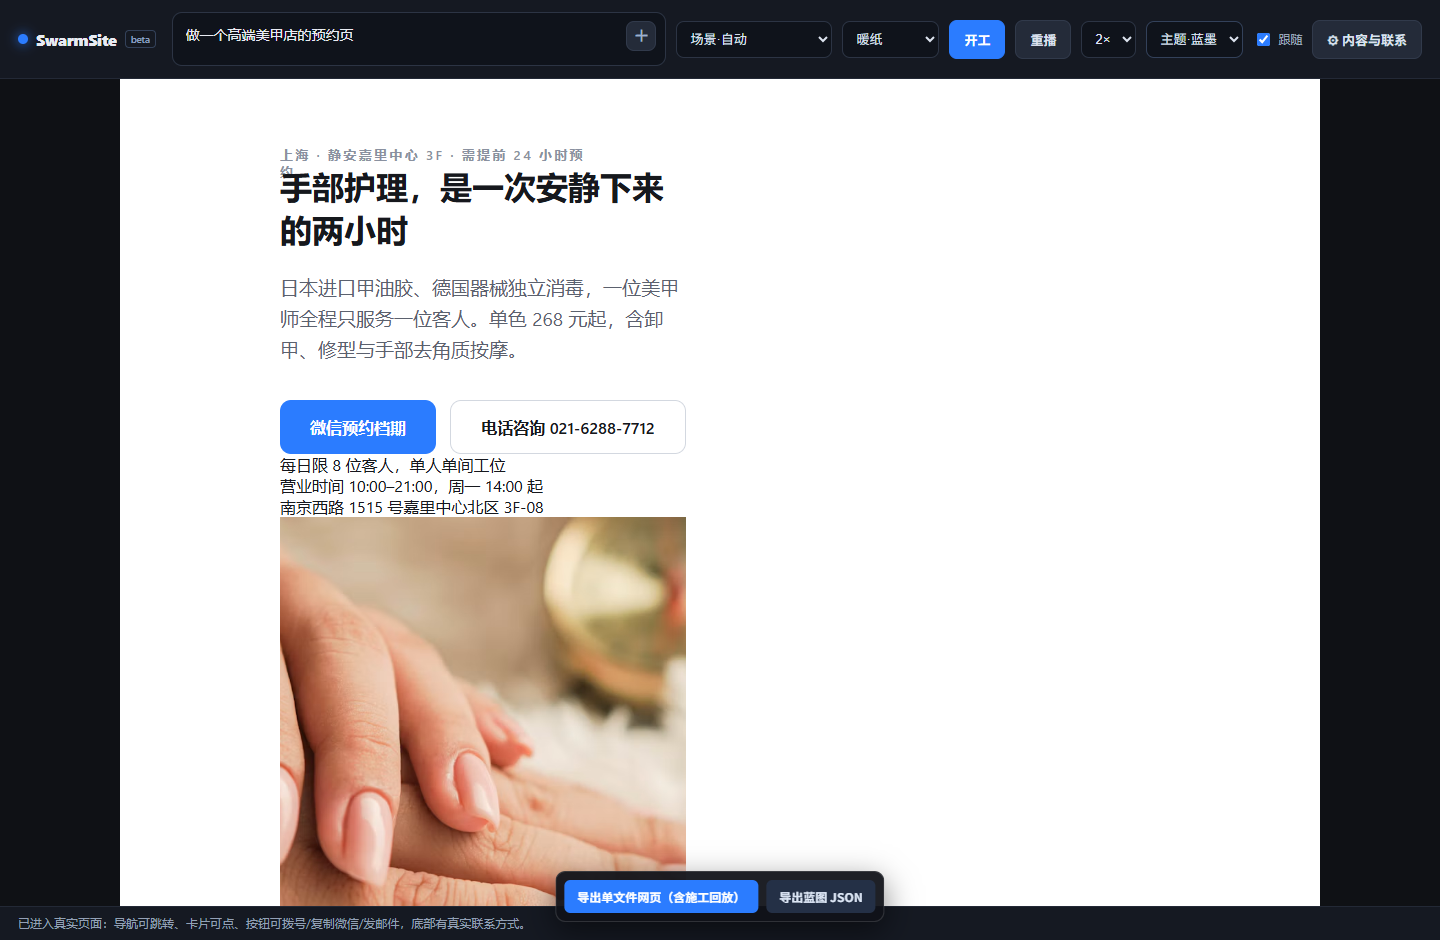 SwarmSite beta
做一个高端美甲店的预约页
+
场景·自动
暖纸
开工
重播
2×
主题·蓝墨
跟随
⚙ 内容与联系
上海 · 静安嘉里中心 3F · 需提前 24 小时预
约
手部护理，是一次安静下来
的两小时
日本进口甲油胶、德国器械独立消毒，一位美甲
师全程只服务一位客人。单色 268 元起，含卸
甲、修型与手部去角质按摩。
微信预约档期
电话咨询 021-6288-7712
每日限 8 位客人，单人单间工位
营业时间 10:00–21:00，周一 14:00 起
南京西路 1515 号嘉里中心北区 3F-08
导出单文件网页（含施工回放）
导出蓝图 JSON
已进入真实页面：导航可跳转、卡片可点、按钮可拨号/复制微信/发邮件，底部有真实联系方式。